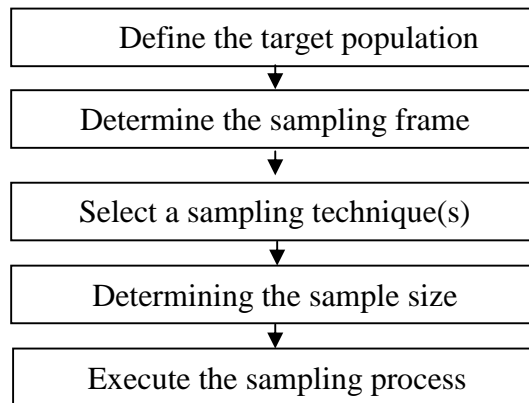 Define the target population
Determine the sampling frame
Select a sampling technique(s)
Determining the sample size
Execute the sampling process